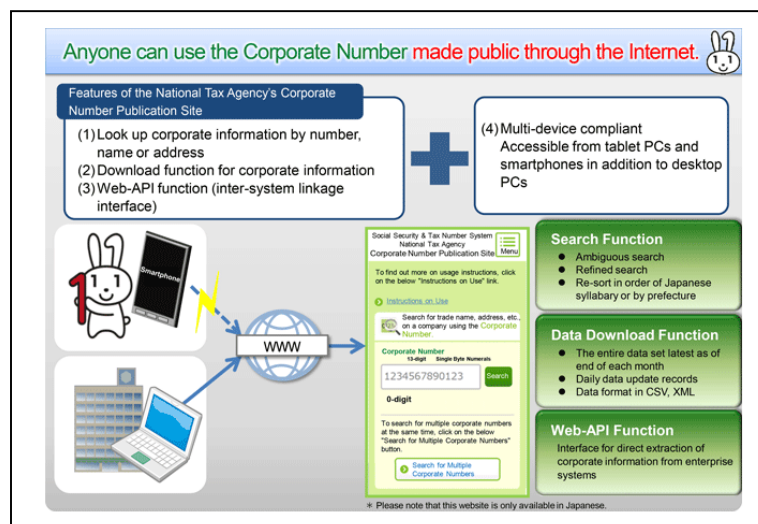 Anyone can use the Corporate Number made public through the Internet.
Features of the National Tax Agency's Corporate
Number Publication Site
(1)Look up corporate information by number,
name or address
(2)Download function for corporate information
(3)Web-API function (inter-system linkage
interface)
(4)Multi-device compliant
Accessible from tablet PCs and
smartphones in addition to desktop
PCs
Smartphone
1
WWW
Social Security & Tax Number System
National Tax Agency
Corporate Number Publication Site
Menu
To find out more on usage instructions, click
on the below "Instructions on Use" link.
Instructions on Use
Search for trade name, address, etc.,
on a company using the Corporate
Number.
Corporate Number
13-digit Single Byte Numerals
1234567890123
Search
0-digit
To search for multiple corporate numbers
at the same time, click on the below
"Search for Multiple Corporate Numbers"
button.
Search for Multiple
Corporate Numbers
Search Function
● Ambiguous search
● Refined search
● Re-sort in order of Japanese
syllabary or by prefecture
Data Download Function
● The entire data set latest as of
end of each month
● Daily data update records
● Data format in CSV, XML
Web-API Function
Interface for direct extraction of
corporate information from enterprise
systems
* Please note that this website is only available in Japanese.